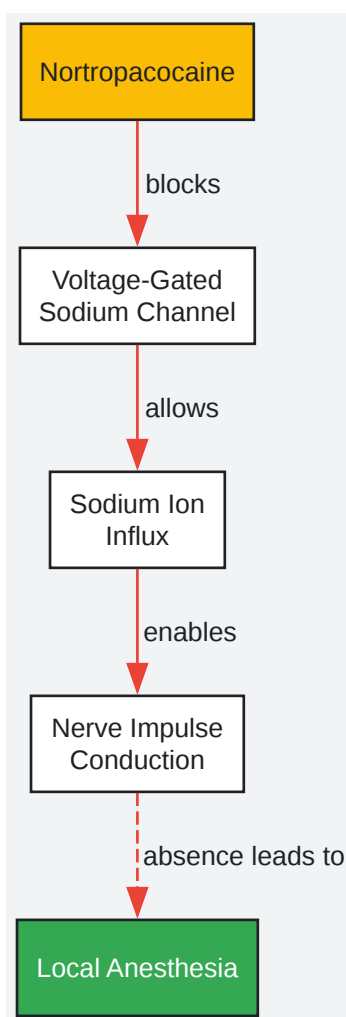 Nortropacocaine
blocks
Voltage-Gated
Sodium Channel
allows
Sodium Ion
Influx
enables
Nerve Impulse
Conduction
absence leads to
Local Anesthesia